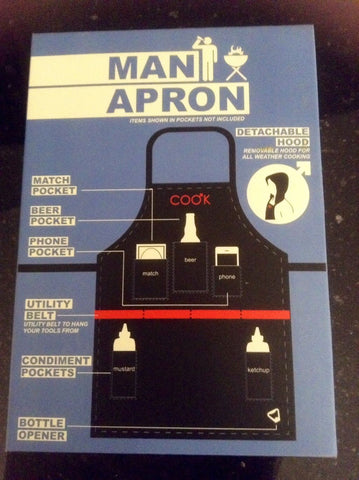 MAN
APRON
ITEMS SHOWN IN POCKETS NOT INCLUDED
DETACHABLE
HOOD
REMOVABLE HOOD FOR
ALL WEATHER COOKING
MATCH
POCKET
BEER
POCKET
PHONE
POCKET
COOK
match
beer
phone
UTILITY
BELT
UTILITY BELT TO HANG
YOUR TOOLS FROM
CONDIMENT
POCKETS
mustard
ketchup
BOTTLE
OPENER